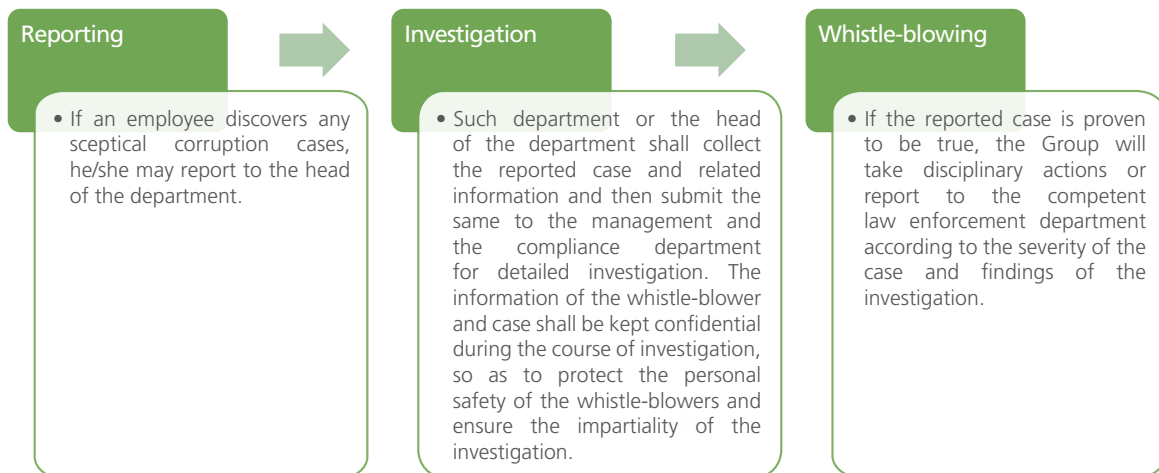 Reporting
• If an employee discovers any
sceptical corruption cases,
he/she may report to the head
of the department.
Investigation
• Such department or the head
of the department shall collect
the reported case and related
information and then submit the
same to the management and
the compliance department
for detailed investigation. The
information of the whistle-blower
and case shall be kept confidential
during the course of investigation,
so as to protect the personal
safety of the whistle-blowers and
ensure the impartiality of the
investigation.
Whistle-blowing
• If the reported case is proven
to be true, the Group will
take disciplinary actions or
report to the competent
law enforcement department
according to the severity of the
case and findings of the
investigation.